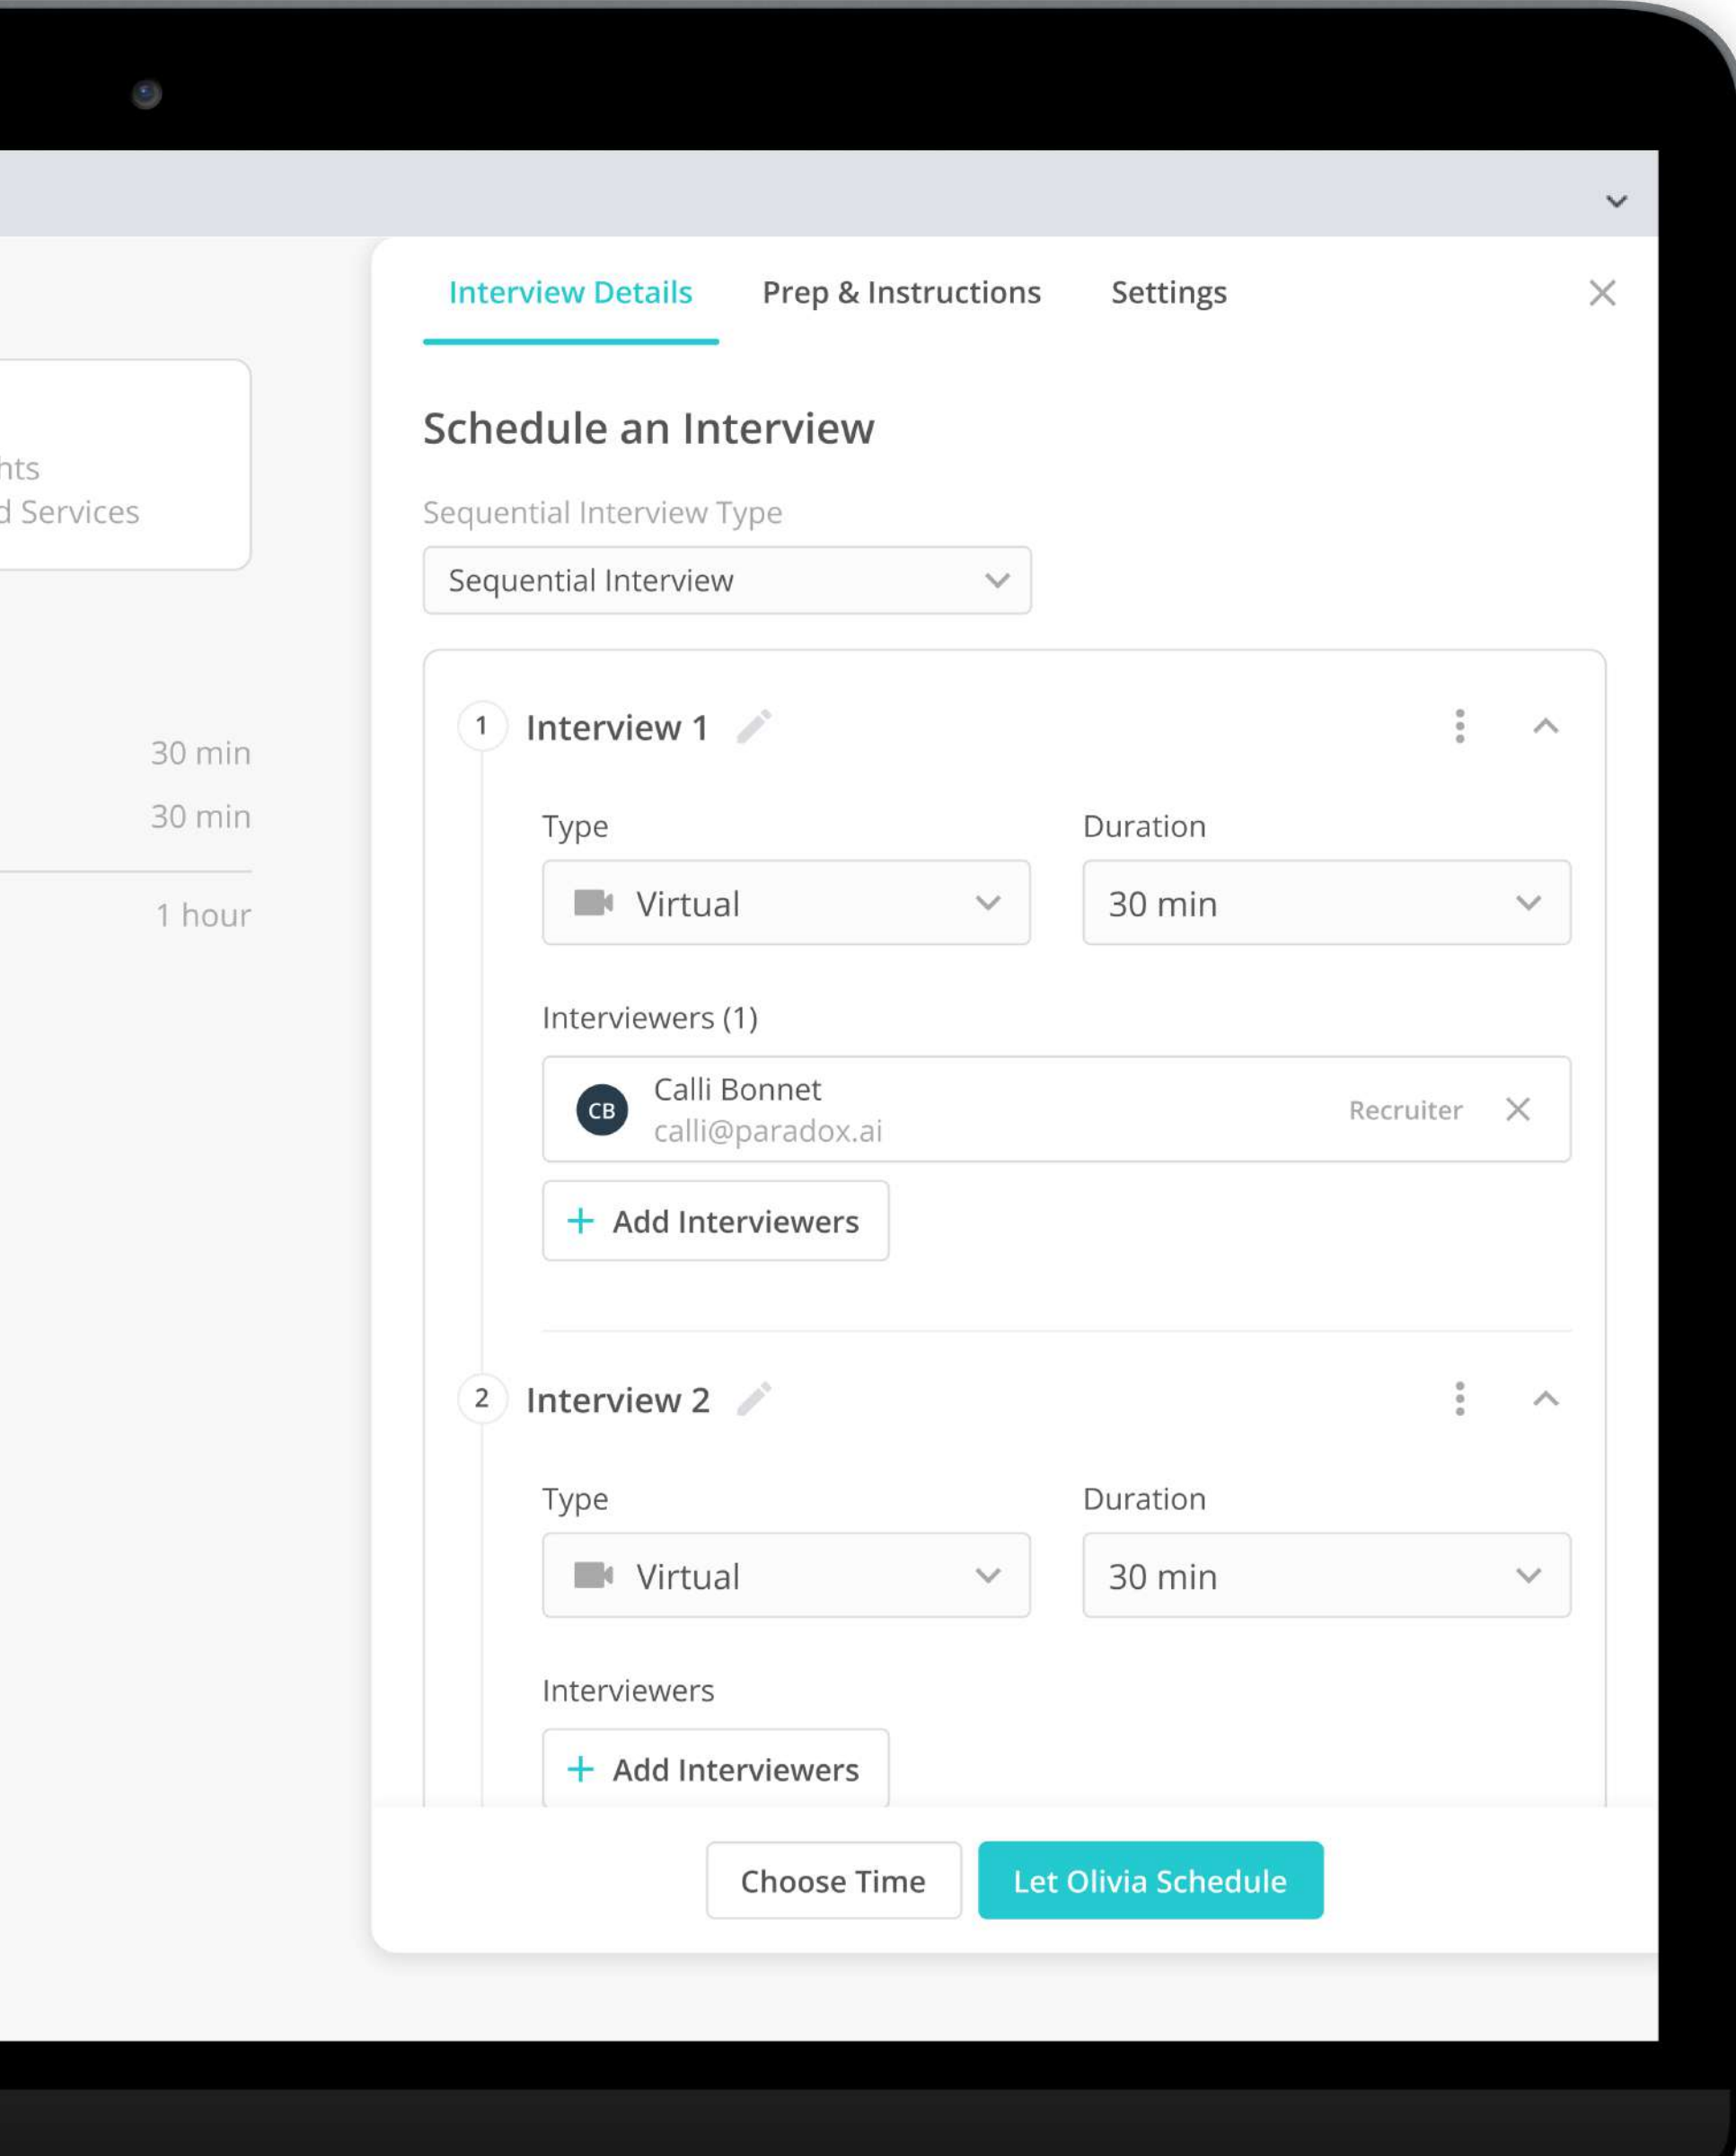 Interview Details Prep & Instructions Settings
Schedule an Interview
Services
Sequential Interview Type
Sequential Interview
1 Interview 1
30 min
30 min
1 hour
Type Duration
Virtual 30 min
Interviewers (1)
CB Calli Bonnet
calli@paradox.ai
Recruiter
+ Add Interviewers
2 Interview 2
Type Duration
Virtual 30 min
Interviewers
+ Add Interviewers
Choose Time Let Olivia Schedule